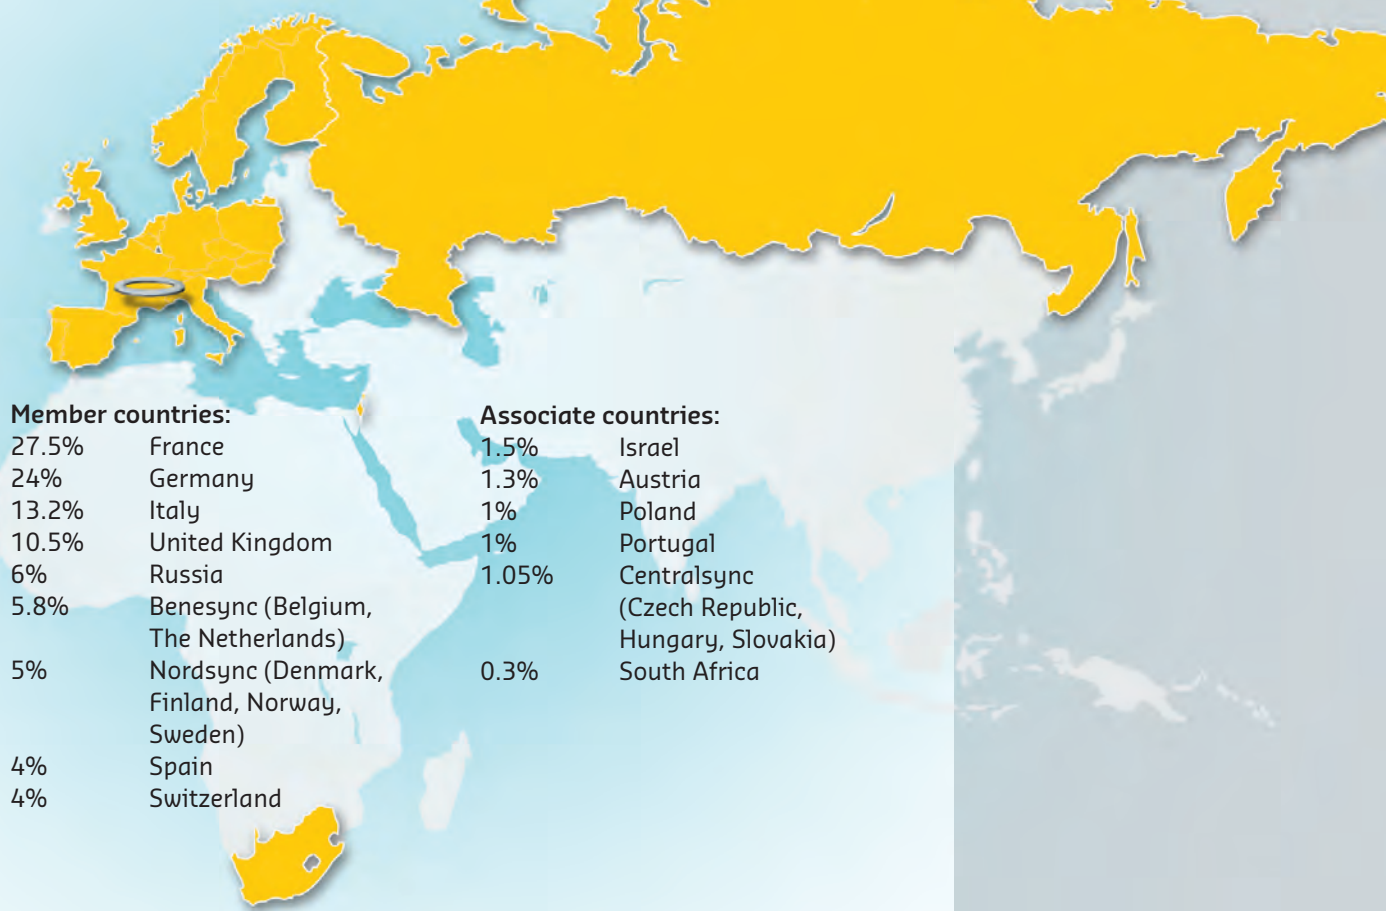 Member countries:
27.5% France
24% Germany
13.2% Italy
10.5% United Kingdom
6% Russia
5.8% Benesync (Belgium,
The Netherlands)
5% Nordsync (Denmark,
Finland, Norway,
Sweden)
4% Spain
4% Switzerland
Associate countries:
1.5% Israel
1.3% Austria
1% Poland
1% Portugal
1.05% Centralsync
(Czech Republic,
Hungary, Slovakia)
0.3% South Africa